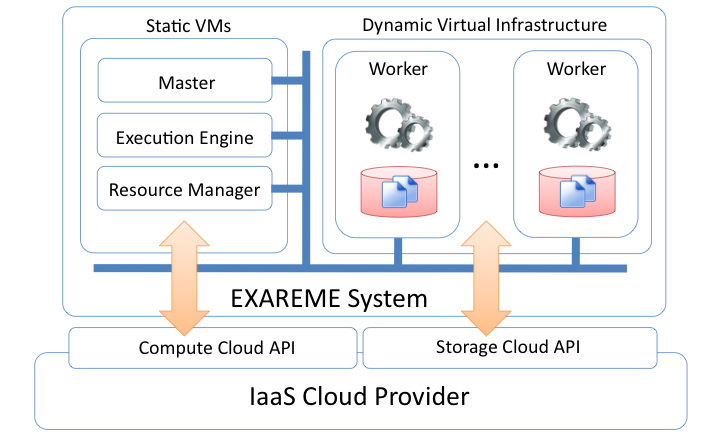 Static VMs
Dynamic Virtual Infrastructure
Master
Execution Engine
Resource Manager
Worker
...
Worker
EXAREME System
Compute Cloud API
Storage Cloud API
IaaS Cloud Provider